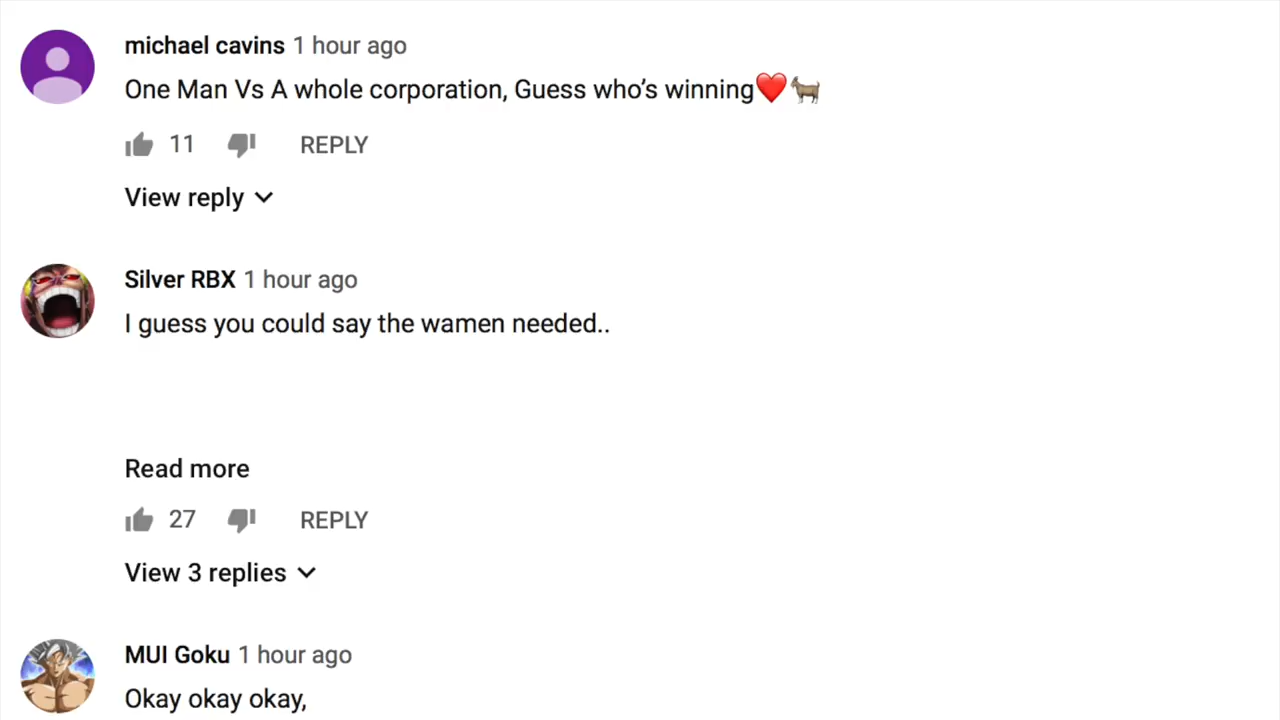 michael cavins 1 hour ago
One Man Vs A whole corporation, Guess who’s winning❤️🐐
11 REPLY
View reply
Silver RBX 1 hour ago
I guess you could say the wamen needed..
Read more
27 REPLY
View 3 replies
MUI Goku 1 hour ago
Okay okay okay,